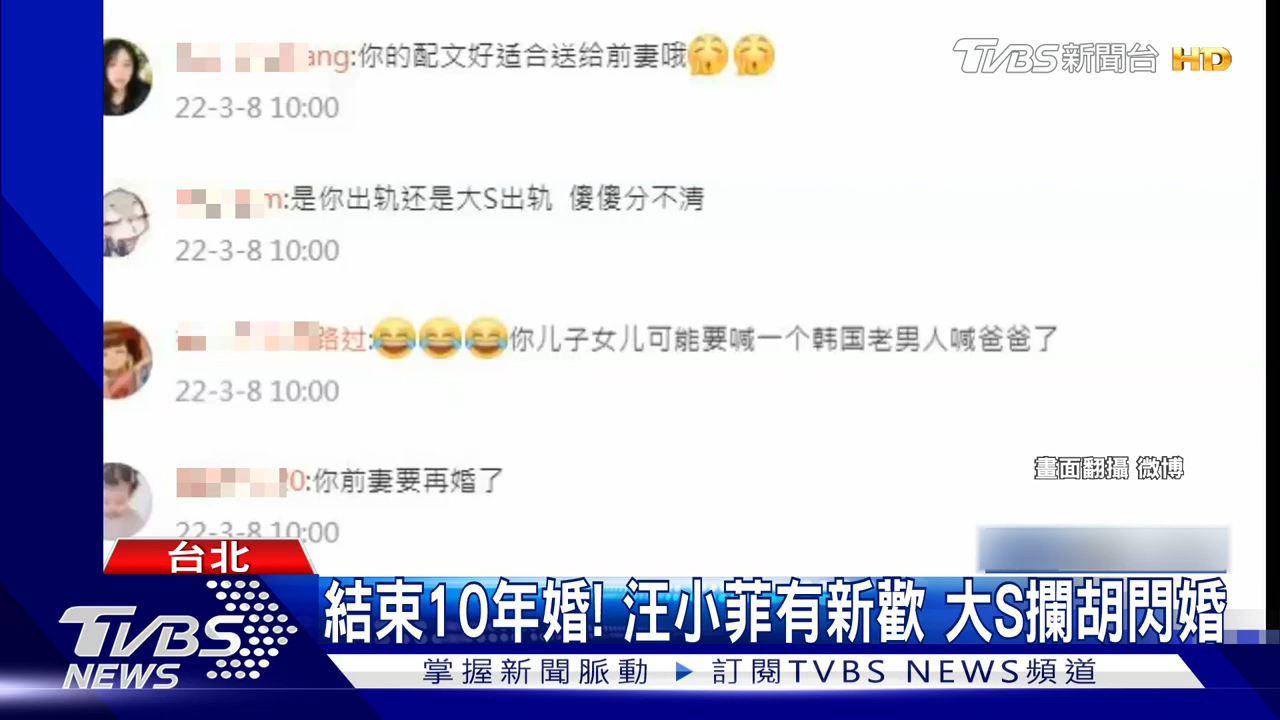 ang:你的配文好适合送给前妻哦
TVBS新聞台 HD
22-3-8 10:00
m:是你出轨还是大S出轨 傻傻分不清
22-3-8 10:00
路过:你儿子女儿可能要喊一个韩国老男人喊爸爸了
22-3-8 10:00
0:你前妻要再婚了
畫面翻攝 微博
22-3-8 10:00
台北
結束10年婚! 汪小菲有新歡 大S攔胡閃婚
TVBS NEWS
掌握新聞脈動 ▶ 訂閱TVBS NEWS頻道